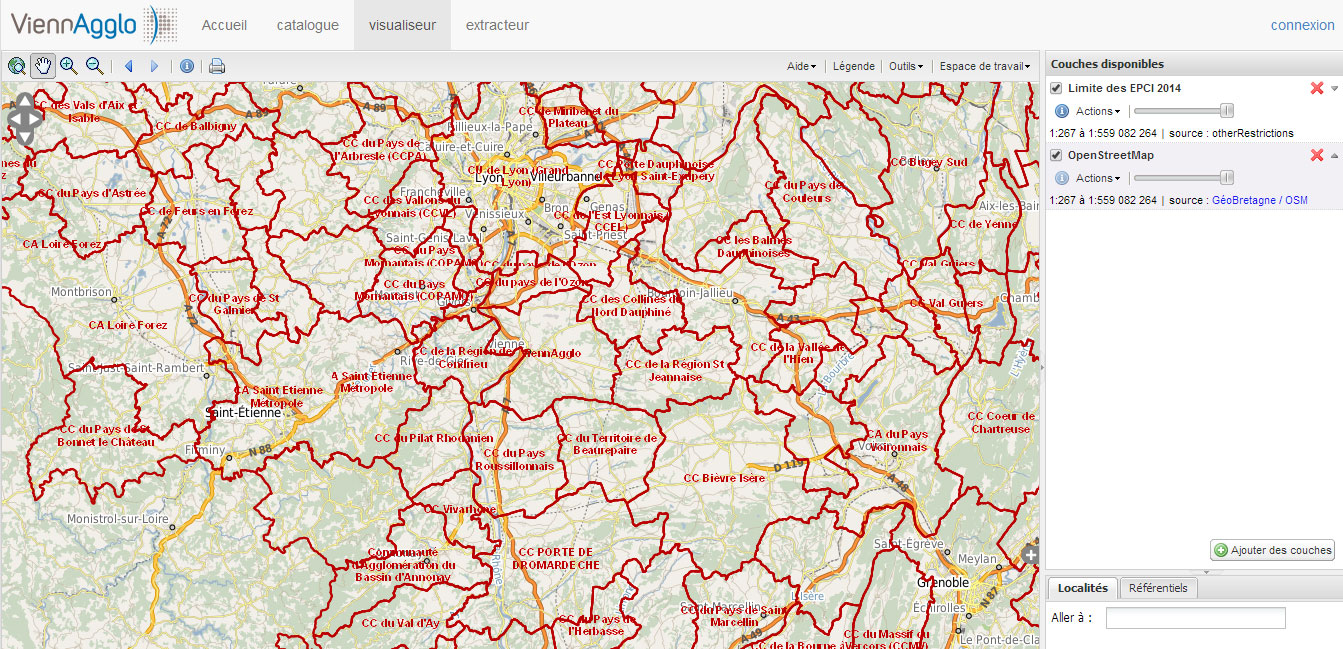 ViennAgglo
Accueil
catalogue
visualiseur
extracteur
connexion
Aide
Légende
Outils
Espace de travail
Couches disponibles
Limite des EPCI 2014
Actions
1:267 à 1:559 082 264 | source : otherRestrictions
OpenStreetMap
Actions
1:267 à 1:559 082 264 | source : GéoBretagne / OSM
Ajouter des couches
Localités
Référentiels
Aller à :
CC des Vals d'Aix et
Isable
CC de Balbigny
A 89
A 89
CC de Miribel et du
Plateau
Rillieux-la-Pape
CC du Pays de
l'Arbresle (CCPA)
Caluire-et-Cuire
CU de Lyon (Grand
Lyon)
Lyon
Villeurbanne
CC Porte Dauphinoise
de Lyon Saint-Exupéry
CC Bugey Sud
CC du Pays d'Astrée
CC de Feurs en Forez
A 72
Francheville
CC des Vallons du
Lyonnais (CCVL)
Vénissieux
Bron
Genas
CC de l'Est Lyonnais
(CCEL)
Saint-Priest
CC du Pays des
Couleurs
Aix-les-Bai
CC de Yenne
CA Loire Forez
Saint-Genis-Laval
A 7
CC du Pays
Mornantais (COPAMO)
CC les Balmes
Dauphinoises
CC Val Guiers
CC du Pays
Mornantais (COPAMO)
CC du pays de l'Ozon
CC des Collines du
Nord Dauphiné
Bourgoin-Jallieu
CC Val Guiers
Chamb
Montbrison
CC du Pays de St
Galmier
A 72
CA Loire Forez
A 43
Givors
Vienne
ViennAgglo
CC de la Région de
Condrieu
Rive-de-Gier
CC de la Vallée de
l'Hien
CC de la Région St
Jeannaise
Saint-Just-Saint-Rambert
A Saint Etienne
Métropole
CA Saint Etienne
Métropole
Saint-Étienne
A 7
CC du Pays de St
Bonnet le Château
Firminy
N 88
CC du Pilat Rhodanien
CC du Pays
Roussillonnais
CC du Territoire de
Beaurepaire
CA du Pays
Voironnais
CC Coeur de
Chartreuse
D 119
CC Bièvre Isère
A 48
Monistrol-sur-Loire
CC Vivarhône
Communauté
d'Agglomération du
Bassin d'Annonay
CC PORTE DE
DROMARDECHE
Saint-Égrève
Meylan
Grenoble
Échirolles
N 87
L'Isère
CC du Pays de Saint
Marcellin
CC du Val d'Ay
CC du Pays de
l'Herbasse
A 49
CC du Massif du
Vercors (CCMV)
CC de la Bourne à
Le Pont-de-Cla